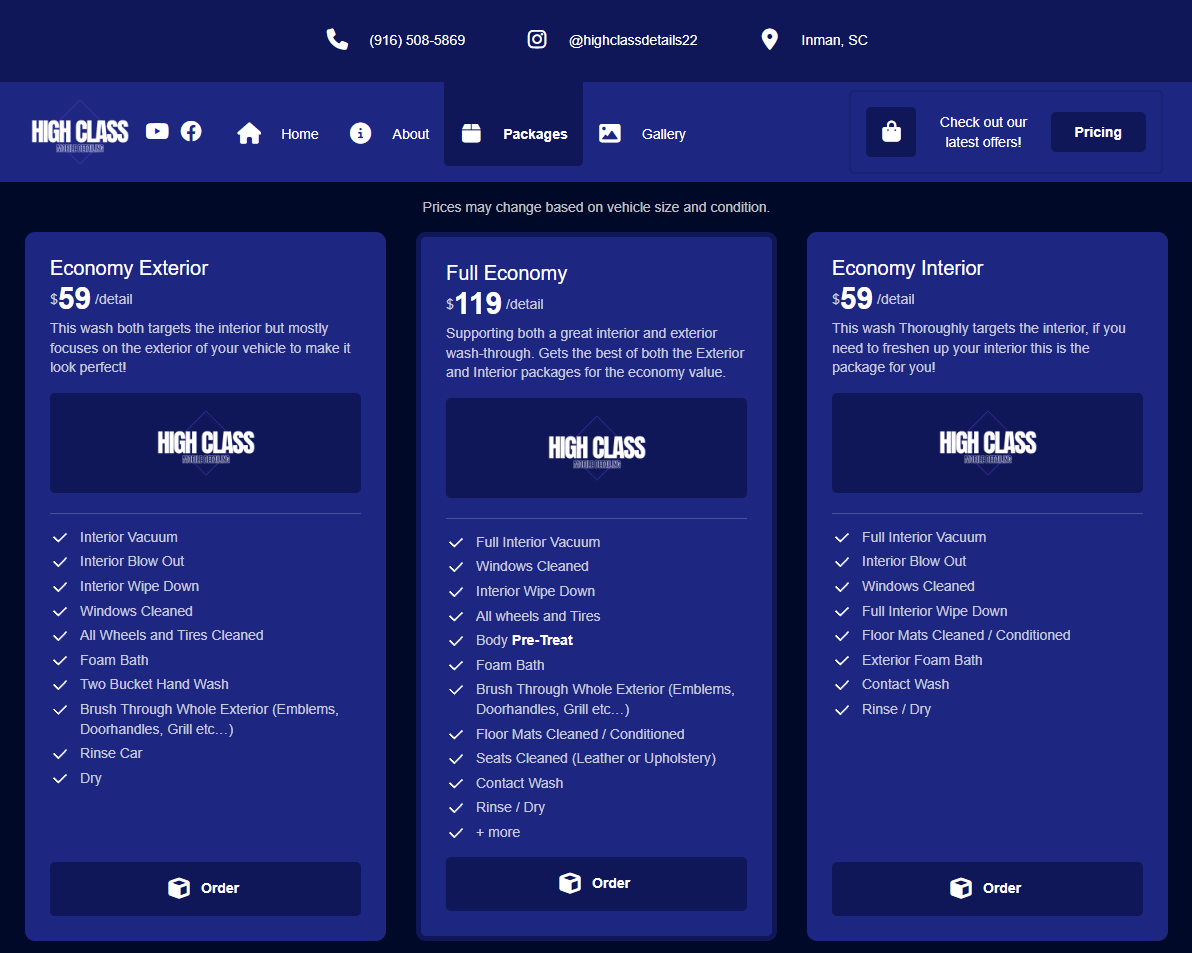 (916) 508-5869
@highclassdetails22
Inman, SC
HIGH CLASS
MOBILE DETAILING
Home
About
Packages
Gallery
Check out our
latest offers!
Pricing
Prices may change based on vehicle size and condition.
Economy Exterior
$59 /detail
This wash both targets the interior but mostly
focuses on the exterior of your vehicle to make it
look perfect!
HIGH CLASS
MOBILE DETAILING
Interior Vacuum
Interior Blow Out
Interior Wipe Down
Windows Cleaned
All Wheels and Tires Cleaned
Foam Bath
Two Bucket Hand Wash
Brush Through Whole Exterior (Emblems,
Doorhandles, Grill etc…)
Rinse Car
Dry
Order
Full Economy
$119 /detail
Supporting both a great interior and exterior
wash-through. Gets the best of both the Exterior
and Interior packages for the economy value.
HIGH CLASS
MOBILE DETAILING
Full Interior Vacuum
Windows Cleaned
Interior Wipe Down
All wheels and Tires
Body Pre-Treat
Foam Bath
Brush Through Whole Exterior (Emblems,
Doorhandles, Grill etc…)
Floor Mats Cleaned / Conditioned
Seats Cleaned (Leather or Upholstery)
Contact Wash
Rinse / Dry
+ more
Order
Economy Interior
$59 /detail
This wash Thoroughly targets the interior, if you
need to freshen up your interior this is the
package for you!
HIGH CLASS
MOBILE DETAILING
Full Interior Vacuum
Interior Blow Out
Windows Cleaned
Full Interior Wipe Down
Floor Mats Cleaned / Conditioned
Exterior Foam Bath
Contact Wash
Rinse / Dry
Order